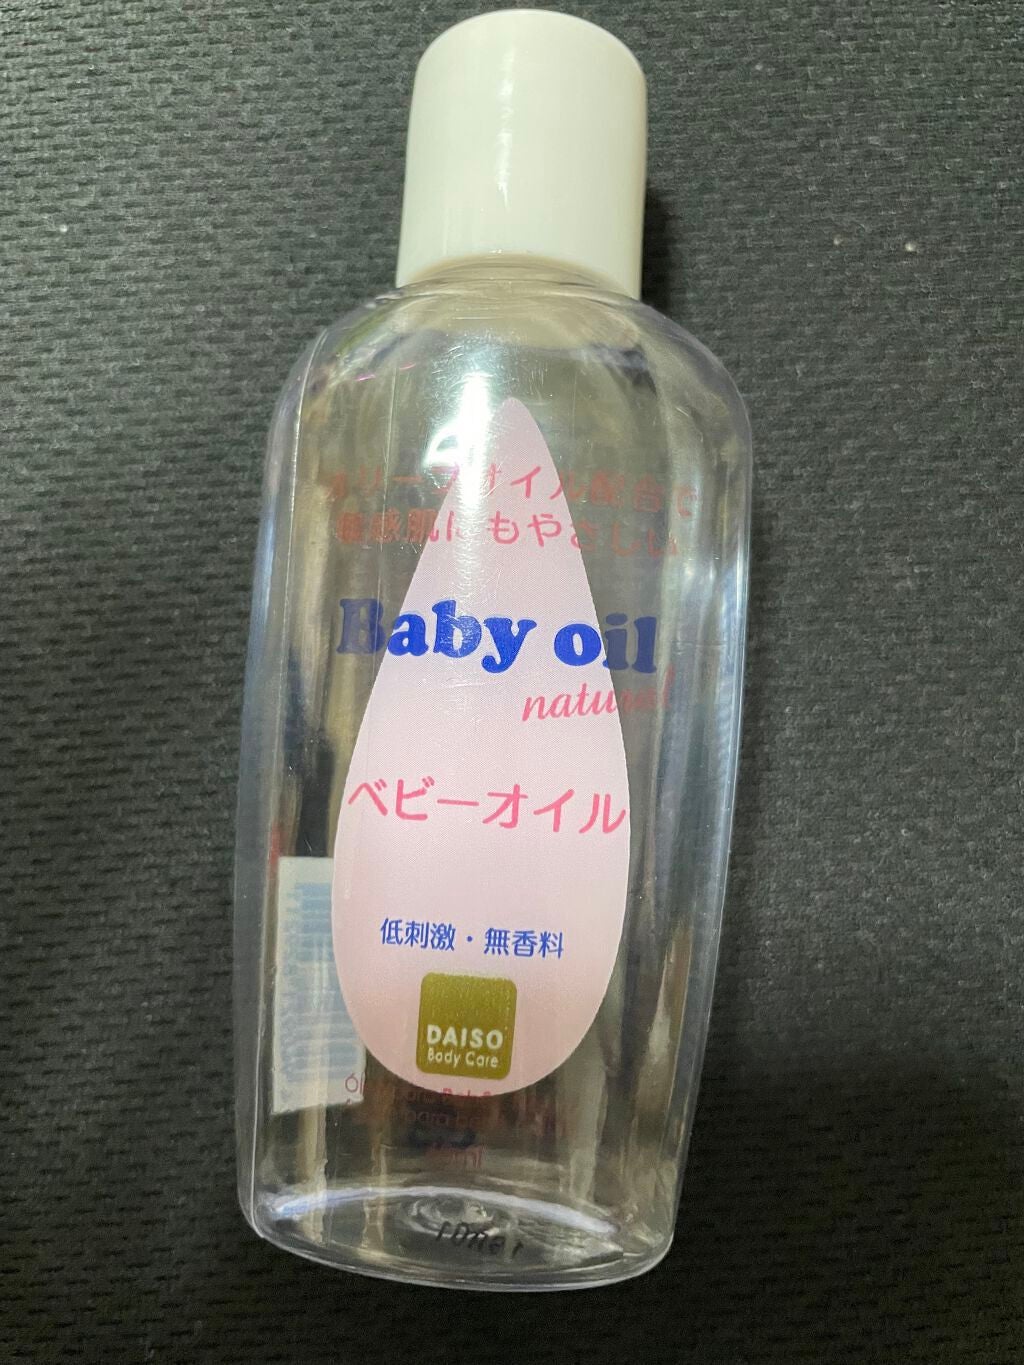 オリーブオイル配合で
敏感肌にもやさしい
Baby oil
natural
ベビーオイル
低刺激・無香料
DAISO
Body Care
para